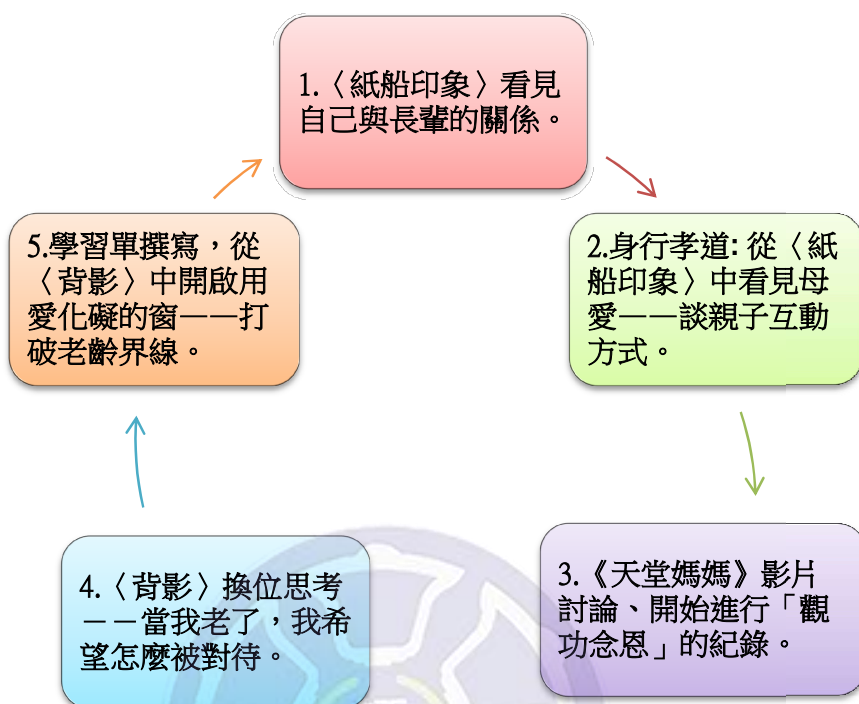 1.〈紙船印象〉看見
自己與長輩的關係。
2.身行孝道: 從〈紙
船印象〉中看見母
愛——談親子互動
方式。
3.《天堂媽媽》影片
討論、開始進行「觀
功念恩」的紀錄。
4.〈背影〉換位思考
－－當我老了，我希
望怎麼被對待。
5.學習單撰寫，從
〈背影〉中開啟用
愛化礙的窗——打
破老齡界線。